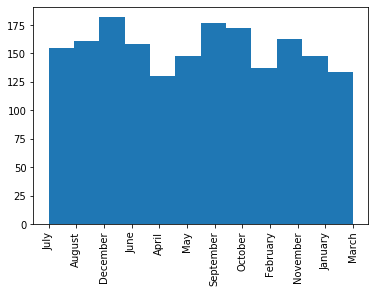 175
150
125
100
75
50
25
0
July
August
December
June
April
May
September
October
February
November
January
March